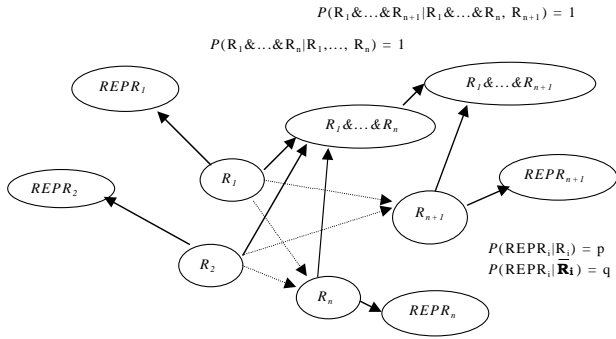 P(R₁&...&Rₙ₊₁|R₁&...&Rₙ, Rₙ₊₁) = 1
P(R₁&...&Rₙ|R₁,..., Rₙ) = 1
REPR₁
R₁&...&Rₙ₊₁
R₁&...&Rₙ
REPR₂
R₁
REPRₙ₊₁
Rₙ₊₁
P(REPRᵢ|Rᵢ) = p
R₂
P(REPRᵢ|R̅ᵢ) = q
Rₙ
REPRₙ